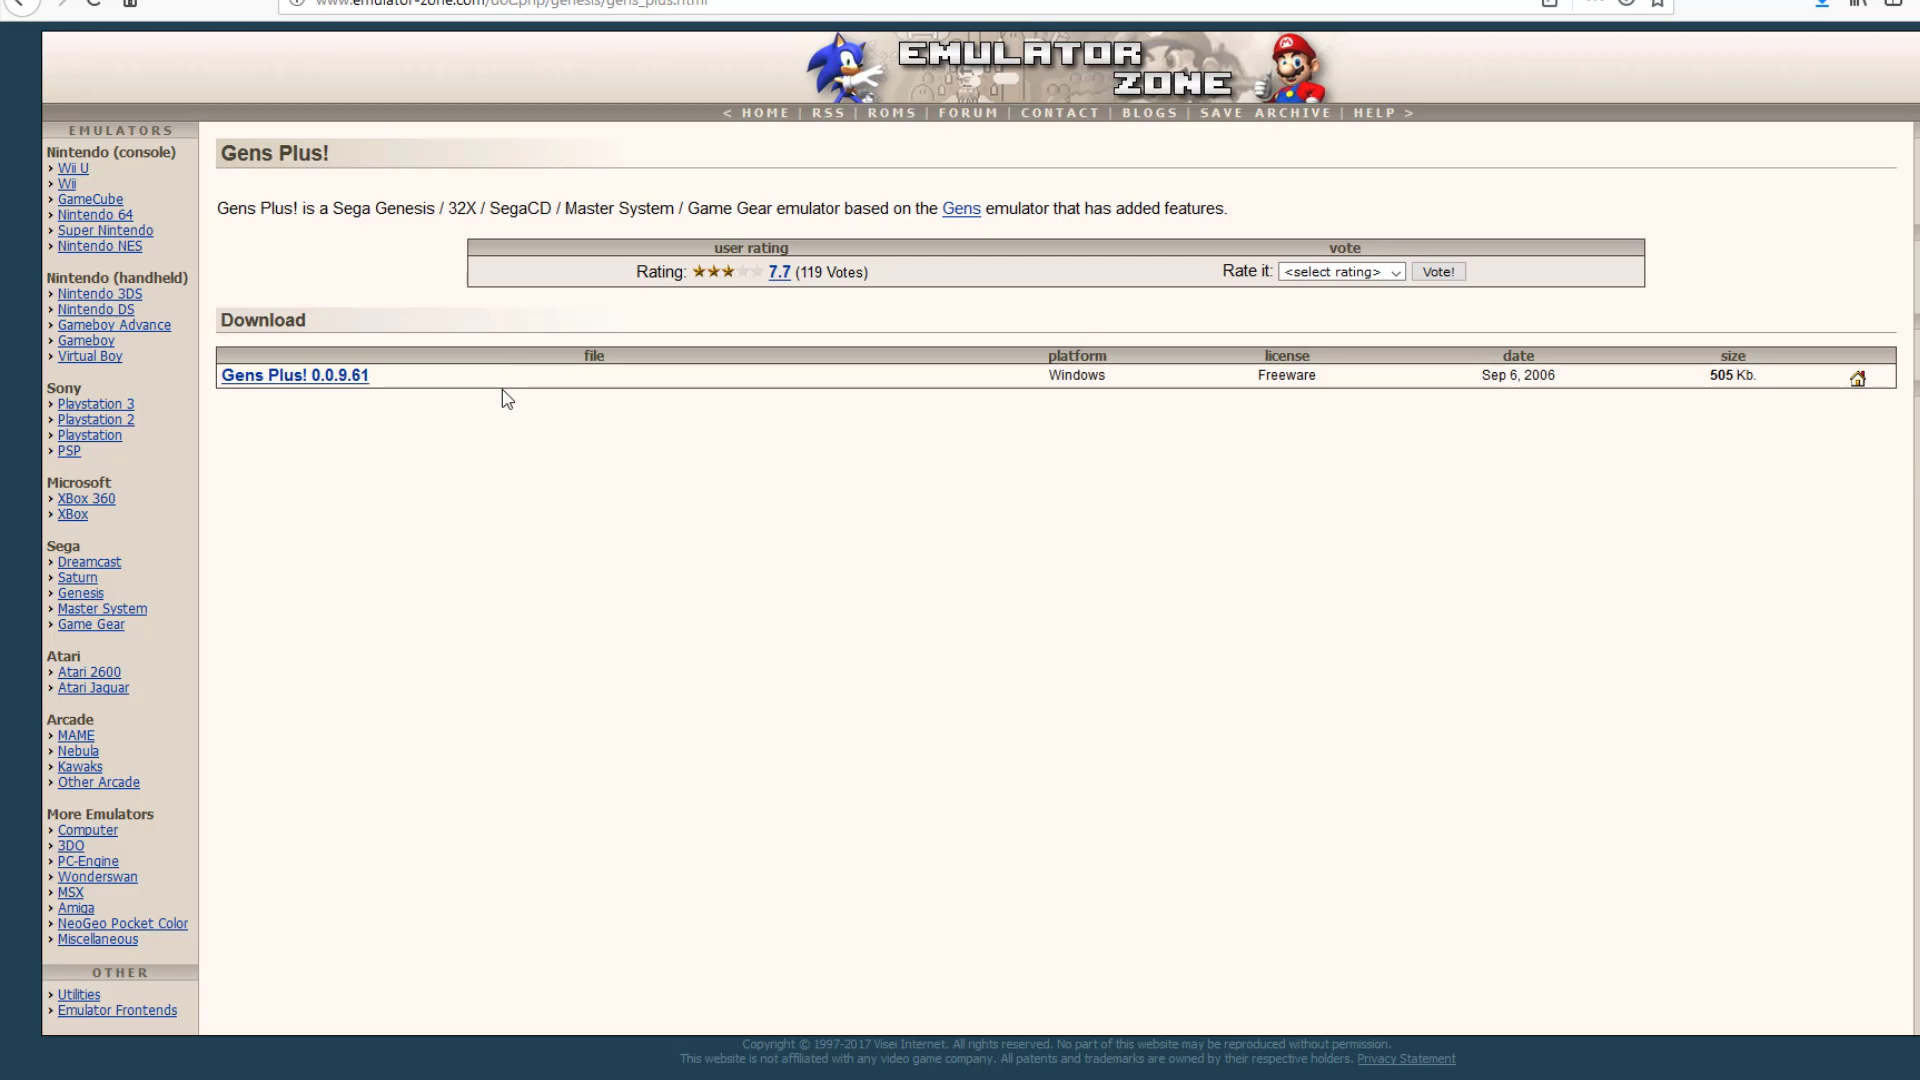 www.emulator-zone.com/doc.php/genesis/gens_plus.html
EMULATOR
ZONE
< HOME | RSS | ROMS | FORUM | CONTACT | BLOGS | SAVE ARCHIVE | HELP >
EMULATORS
Nintendo (console)
Wii U
Wii
GameCube
Nintendo 64
Super Nintendo
Nintendo NES
Nintendo (handheld)
Nintendo 3DS
Nintendo DS
Gameboy Advance
Gameboy
Virtual Boy
Sony
Playstation 3
Playstation 2
Playstation
PSP
Microsoft
XBox 360
XBox
Sega
Dreamcast
Saturn
Genesis
Master System
Game Gear
Atari
Atari 2600
Atari Jaguar
Arcade
MAME
Nebula
Kawaks
Other Arcade
More Emulators
Computer
3DO
PC-Engine
Wonderswan
MSX
Amiga
NeoGeo Pocket Color
Miscellaneous
OTHER
Utilities
Emulator Frontends
Gens Plus!
Gens Plus! is a Sega Genesis / 32X / SegaCD / Master System / Game Gear emulator based on the Gens emulator that has added features.
user rating vote
Rating: 7.7 (119 Votes) Rate it: <select rating> Vote!
Download
file platform license date size
Gens Plus! 0.0.9.61 Windows Freeware Sep 6, 2006 505 Kb.
Copyright © 1997-2017 Visei Internet. All rights reserved. No part of this website may be reproduced without permission.
This website is not affiliated with any video game company. All patents and trademarks are owned by their respective holders. Privacy Statement